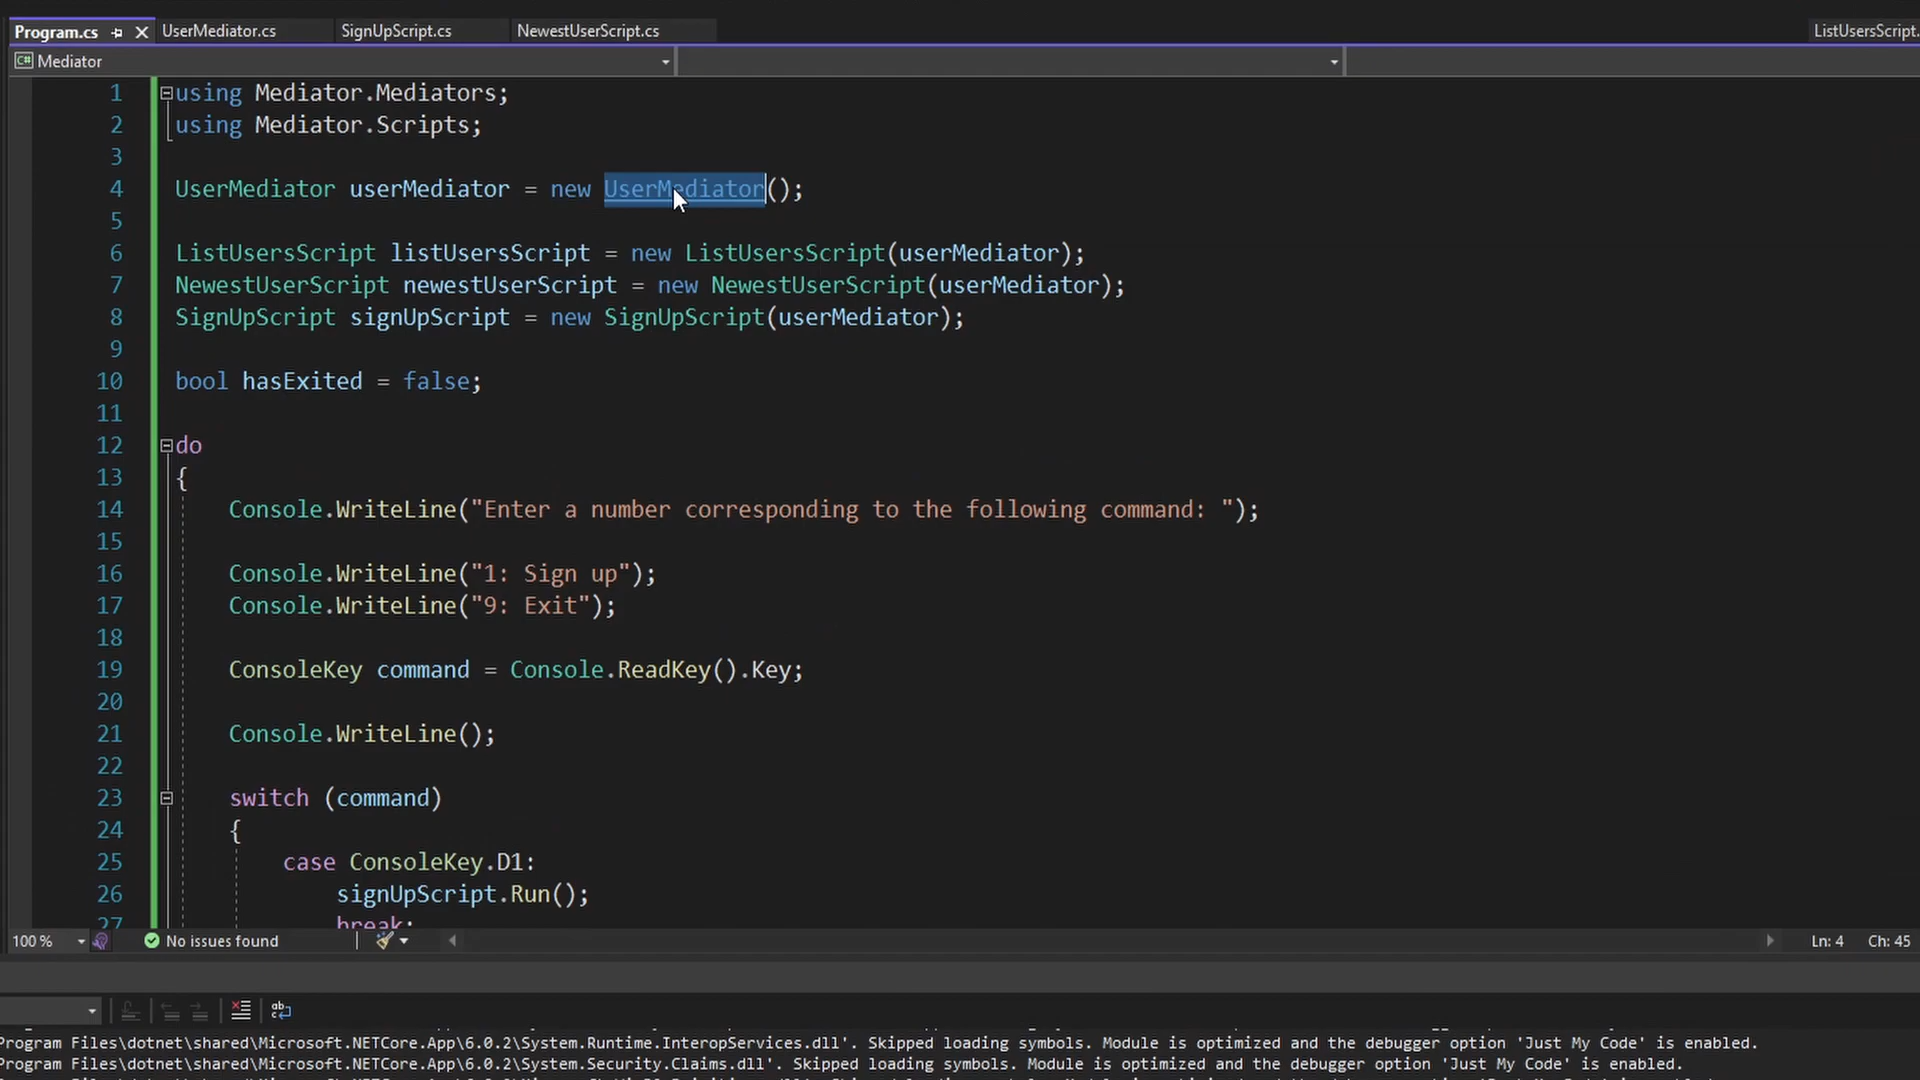 Program.cs
UserMediator.cs
SignUpScript.cs
NewestUserScript.cs
ListUsersScript.
C# Mediator
1 using Mediator.Mediators;
2 using Mediator.Scripts;
3
4 UserMediator userMediator = new UserMediator();
5
6 ListUsersScript listUsersScript = new ListUsersScript(userMediator);
7 NewestUserScript newestUserScript = new NewestUserScript(userMediator);
8 SignUpScript signUpScript = new SignUpScript(userMediator);
9
10 bool hasExited = false;
11
12 do
13 {
14 Console.WriteLine("Enter a number corresponding to the following command: ");
15
16 Console.WriteLine("1: Sign up");
17 Console.WriteLine("9: Exit");
18
19 ConsoleKey command = Console.ReadKey().Key;
20
21 Console.WriteLine();
22
23 switch (command)
24 {
25 case ConsoleKey.D1:
26 signUpScript.Run();
27 break;
100 %
No issues found
Ln: 4 Ch: 45
Program Files\dotnet\shared\Microsoft.NETCore.App\6.0.2\System.Runtime.InteropServices.dll'. Skipped loading symbols. Module is optimized and the debugger option 'Just My Code' is enabled.
Program Files\dotnet\shared\Microsoft.NETCore.App\6.0.2\System.Security.Claims.dll'. Skipped loading symbols. Module is optimized and the debugger option 'Just My Code' is enabled.